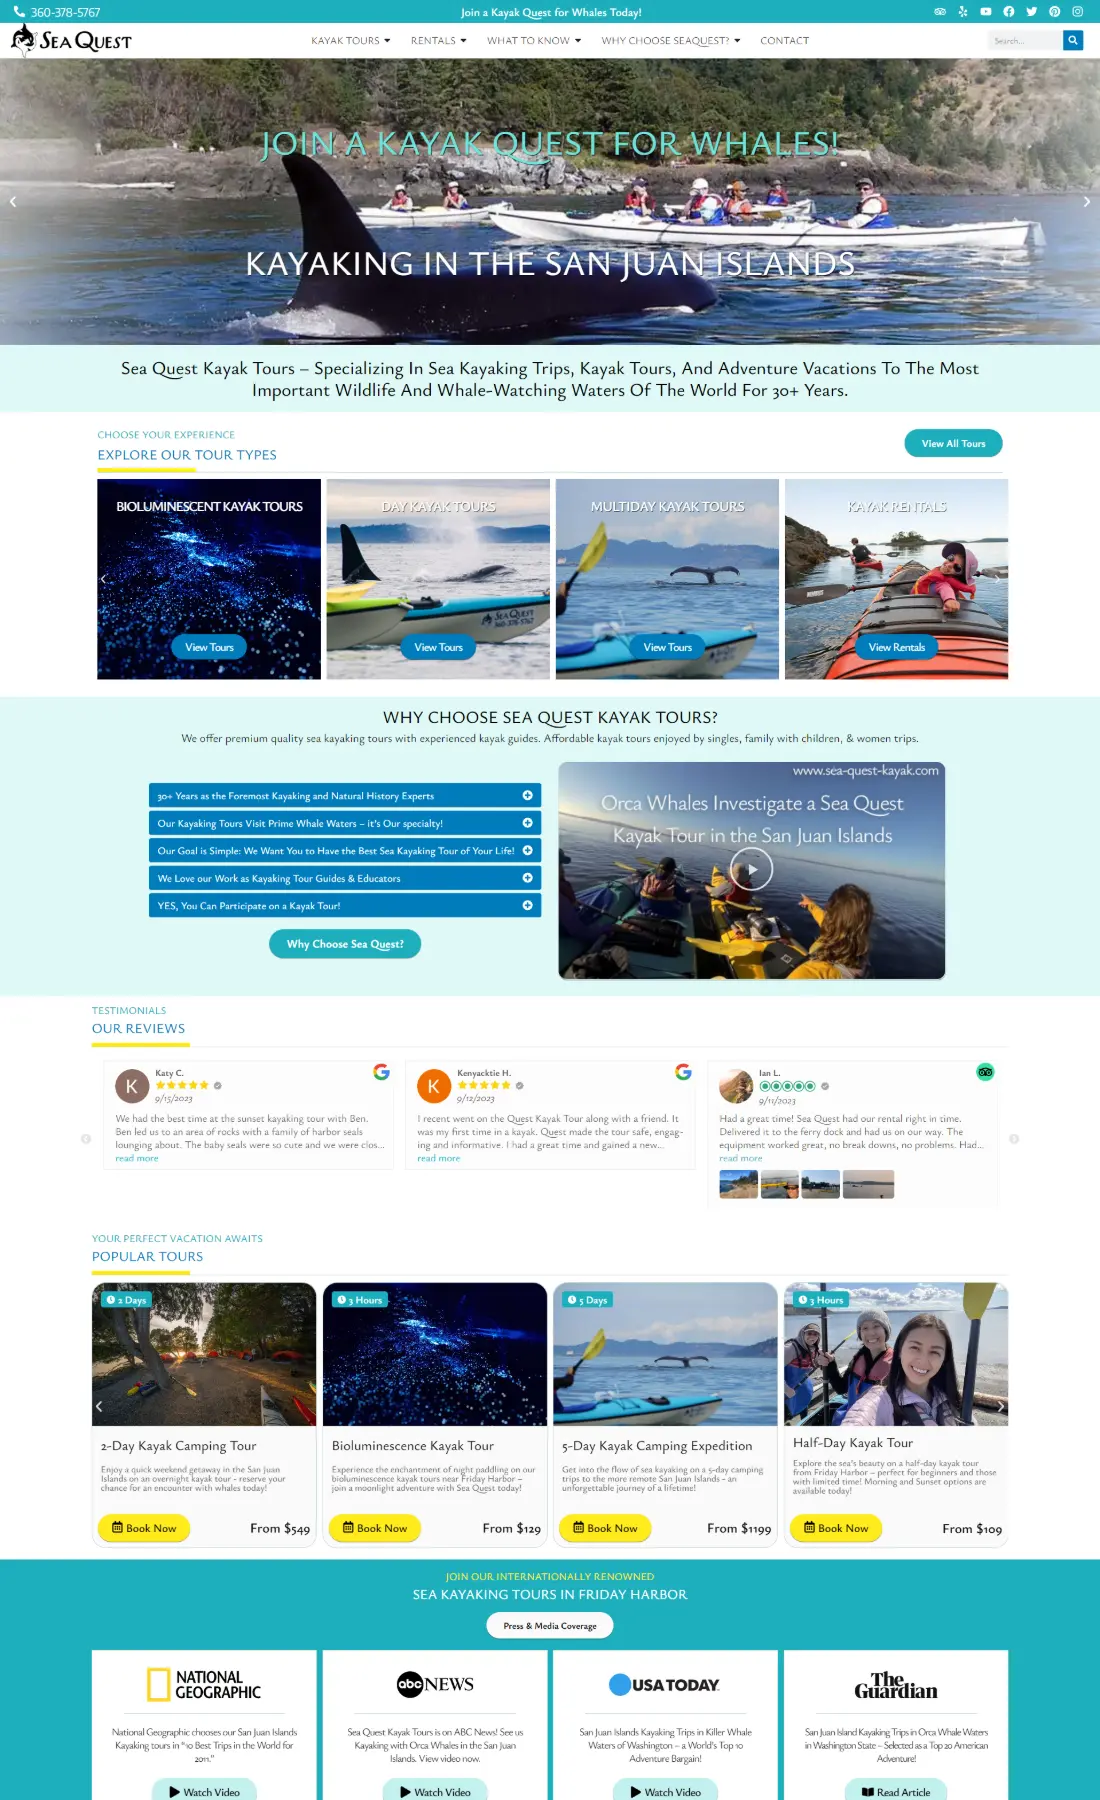 360-378-5767
Join a Kayak Quest for Whales Today!
SEA QUEST
KAYAK TOURS
RENTALS
WHAT TO KNOW
WHY CHOOSE SEAQUEST?
CONTACT
Search...
JOIN A KAYAK QUEST FOR WHALES!
KAYAKING IN THE SAN JUAN ISLANDS
Sea Quest Kayak Tours – Specializing In Sea Kayaking Trips, Kayak Tours, And Adventure Vacations To The Most
Important Wildlife And Whale-Watching Waters Of The World For 30+ Years.
CHOOSE YOUR EXPERIENCE
EXPLORE OUR TOUR TYPES
View All Tours
BIOLUMINESCENT KAYAK TOURS
View Tours
DAY KAYAK TOURS
SEA QUEST
360-378-5767
View Tours
MULTIDAY KAYAK TOURS
View Tours
KAYAK RENTALS
View Rentals
WHY CHOOSE SEA QUEST KAYAK TOURS?
We offer premium quality sea kayaking tours with experienced kayak guides. Affordable kayak tours enjoyed by singles, family with children, & women trips.
30+ Years as the Foremost Kayaking and Natural History Experts
Our Kayaking Tours Visit Prime Whale Waters – it's Our specialty!
Our Goal is Simple: We Want You to Have the Best Sea Kayaking Tour of Your Life!
We Love our Work as Kayaking Tour Guides & Educators
YES, You Can Participate on a Kayak Tour!
Why Choose Sea Quest?
www.sea-quest-kayak.com
Orca Whales Investigate a Sea Quest
Kayak Tour in the San Juan Islands
TESTIMONIALS
OUR REVIEWS
K
Katy C.
9/15/2023
We had the best time at the sunset kayaking tour with Ben.
Ben led us to an area of rocks with a family of harbor seals
lounging about. The baby seals were so cute and we were clos...
read more
K
Kenyacktie H.
9/12/2023
I recent went on the Quest Kayak Tour along with a friend. It
was my first time in a kayak. Quest made the tour safe, engag-
ing and informative. I had a great time and gained a new...
read more
Ian L.
9/11/2023
Had a great time! Sea Quest had our rental right in time.
Delivered it to the ferry dock and had us on our way. The
equipment worked great, no break downs, no problems. Had...
read more
YOUR PERFECT VACATION AWAITS
POPULAR TOURS
2 Days
2-Day Kayak Camping Tour
Enjoy a quick weekend getaway in the San Juan
Islands on an overnight kayak tour - reserve your
chance for an encounter with whales today!
Book Now
From $549
3 Hours
Bioluminescence Kayak Tour
Experience the enchantment of night paddling on our
bioluminescence kayak tours near Friday Harbor –
join a moonlight adventure with Sea Quest today!
Book Now
From $129
5 Days
5-Day Kayak Camping Expedition
Get into the flow of sea kayaking on a 5-day camping
trips to the more remote San Juan Islands - an
unforgettable journey of a lifetime!
Book Now
From $1199
3 Hours
Half-Day Kayak Tour
Explore the sea's beauty on a half-day kayak tour
from Friday Harbor – perfect for beginners and those
with limited time! Morning and Sunset options are
available today!
Book Now
From $109
JOIN OUR INTERNATIONALLY RENOWNED
SEA KAYAKING TOURS IN FRIDAY HARBOR
Press & Media Coverage
NATIONAL
GEOGRAPHIC
National Geographic chooses our San Juan Islands
Kayaking tours in "10 Best Trips in the World for
2011."
Watch Video
abc NEWS
Sea Quest Kayak Tours is on ABC News! See us
Kayaking with Orca Whales in the San Juan
Islands. View video now.
Watch Video
USA TODAY
San Juan Islands Kayaking Trips in Killer Whale
Waters of Washington – a World's Top 10
Adventure Bargain!
Watch Video
The
Guardian
San Juan Island Kayaking Trips in Orca Whale Waters
in Washington State – Selected as a Top 20 American
Adventure!
Read Article